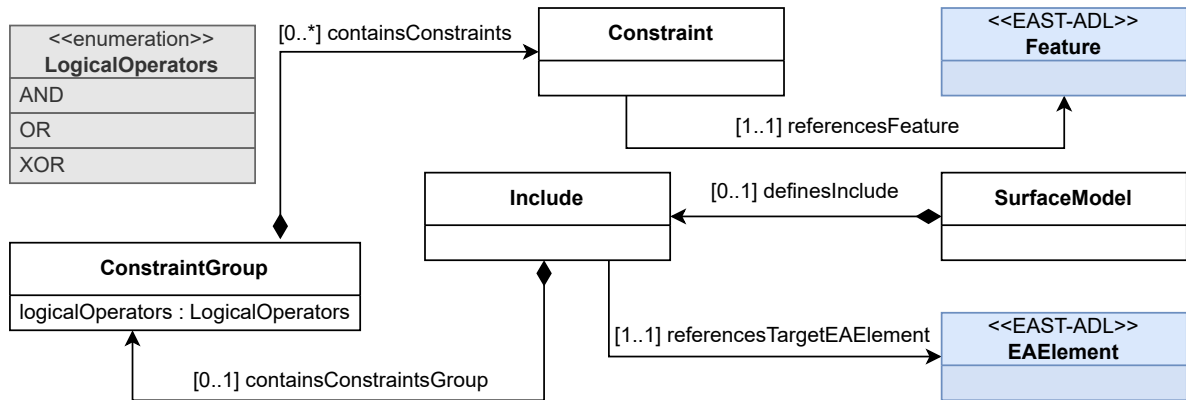 <<enumeration>>
LogicalOperators
AND
OR
XOR
[0..*] containsConstraints
Constraint
<<EAST-ADL>>
Feature
[1..1] referencesFeature
Include
[0..1] definesInclude
SurfaceModel
ConstraintGroup
logicalOperators : LogicalOperators
[1..1] referencesTargetEAElement
<<EAST-ADL>>
EAElement
[0..1] containsConstraintsGroup